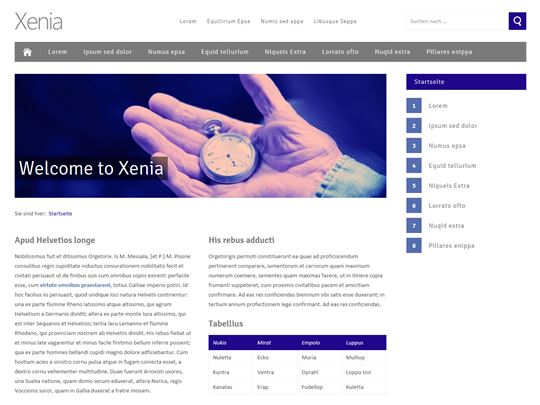 Xenia
Lorem Equilirium Epsa Numis sed appa Libusqua Seppa
Suchen nach ...
Lorem Ipsum sed dolor Numus epsa Equid tellurium Niqueis Extra Lorrato ofto Nuqid extra Pillares enippa
Startseite
1 Lorem
2 Ipsum sed dolor
3 Numus epsa
4 Equid tellurium
5 Niqueis Extra
6 Lorrato ofto
7 Nuqid extra
8 Pillares enippa
Welcome to Xenia
Sie sind hier: Startseite
Apud Helvetios longe
Nobilissimus fuit et ditissimus Orgetorix. Is M. Messala, [et P.] M. Pisone
consulibus regni cupiditate inductus coniurationem nobilitatis fecit et
civitati persuasit ut de finibus suis cum omnibus copiis exirent: perfacile
esse, cum virtute omnibus praestarent, totius Galliae imperio potiri. Id
hoc facilius iis persuasit, quod undique loci natura Helvetii continentur:
una ex parte flumine Rheno latissimo atque altissimo, qui agrum
Helvetium a Germanis dividit; altera ex parte monte Iura altissimo, qui
est inter Sequanos et Helvetios; tertia lacu Lemanno et flumine
Rhodano, qui provinciam nostram ab Helvetiis dividit. His rebus fiebat ut
et minus late vagarentur et minus facile finitimis bellum inferre possent;
qua ex parte homines bellandi cupidi magno dolore adficiebantur. Cum
hostium acies a sinistro cornu pulsa atque in fugam coniecta esset, a
dextro cornu vehementer multitudine. Duae fuerunt Ariovisti uxores,
una Sueba natione, quam domo secum eduxerat, altera Norica, regis
Voccionis soror, quam in Gallia duxerat a fratre missam.
His rebus adducti
Orgetorigis permoti constituerunt ea quae ad proficiscendum
pertinerent comparare, iumentorum et carrorum quam maximum
numerum coemere, sementes quam maximas facere, ut in itinere copia
frumenti suppeteret, cum proximis civitatibus pacem et amicitiam
confirmare. Ad eas res conficiendas biennium sibi satis esse duxerunt; in
tertium annum profectionem lege confirmant. Ad eas res conficiendas.
Tabellius
Nukis Mirat Empolo Luppus
Nuletta Ecko Muria Mulliop
Kuntra Ventra Oprahl Loppo Uol
Kanatas Erap Fudellop Kuletta